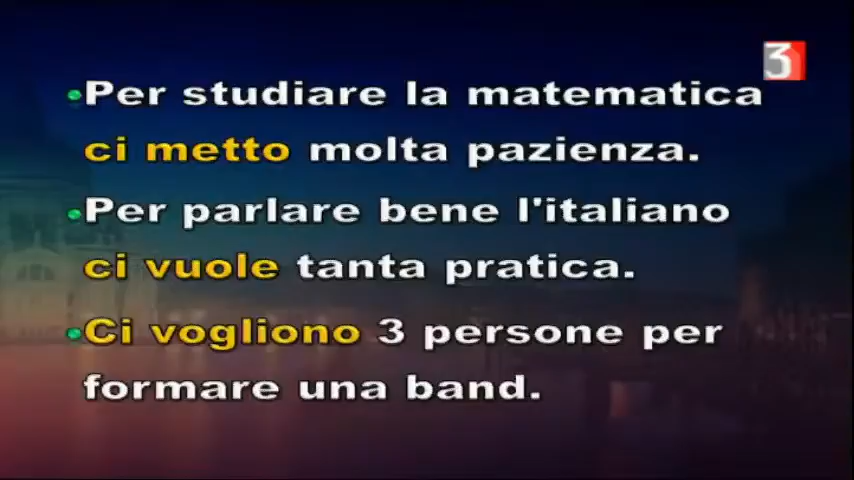 3
Per studiare la matematica
ci metto molta pazienza.
Per parlare bene l'italiano
ci vuole tanta pratica.
Ci vogliono 3 persone per
formare una band.